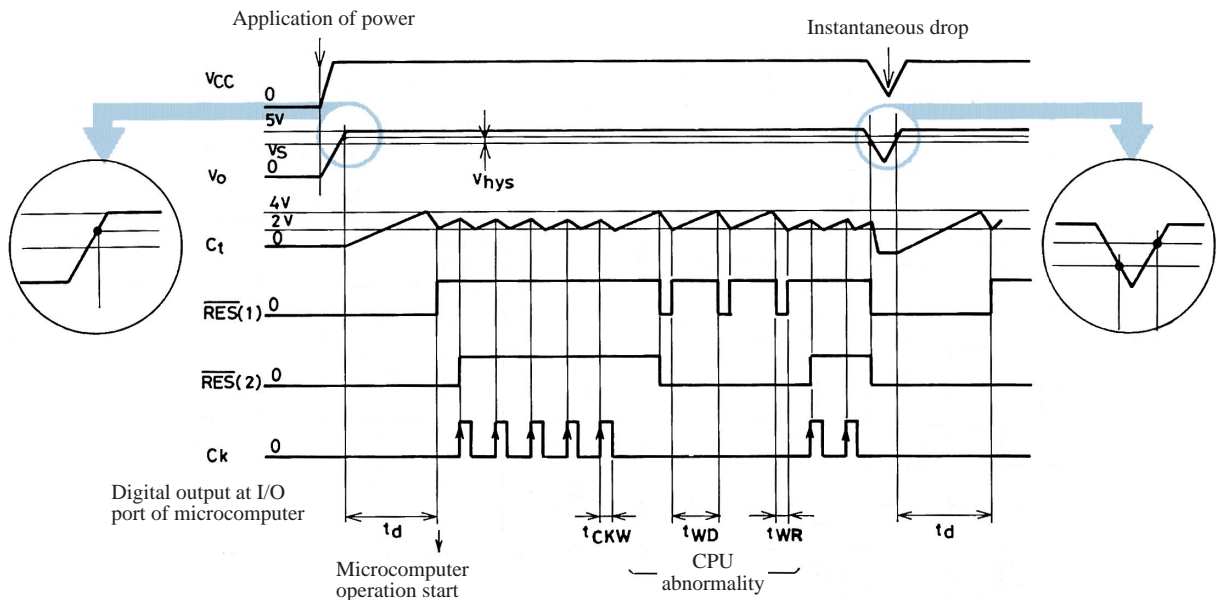 Application of power
Instantaneous drop
VCC
0
5V
VS
Vo
0
Vhys
4V
2V
Ct
0
RES(1) 0
RES(2) 0
Ck 0
Digital output at I/O
port of microcomputer
td
tCKW
tWD
tWR
td
Microcomputer
operation start
CPU
abnormality